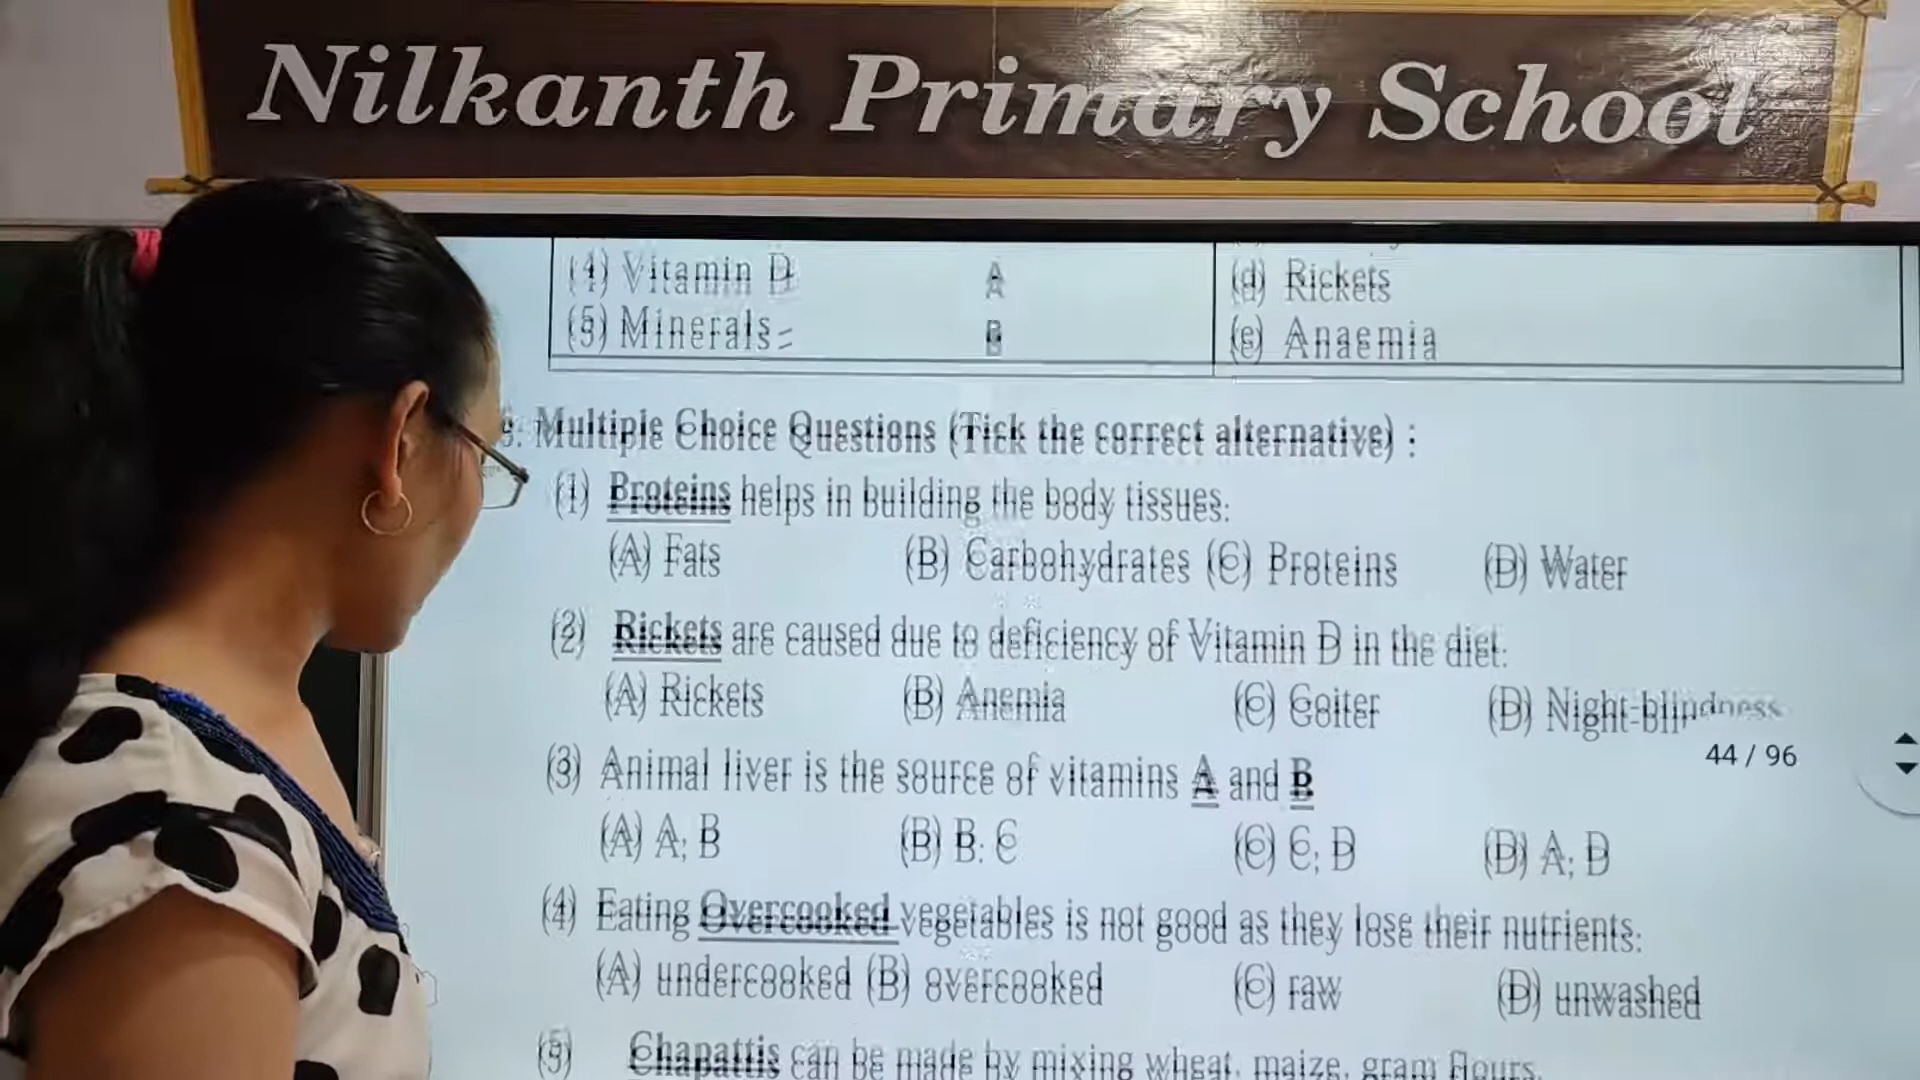 Nilkanth Primary School
(4) Vitamin D A (d) Rickets
(5) Minerals B (e) Anaemia
Multiple Choice Questions (Tick the correct alternative) :
(1) Proteins helps in building the body tissues.
(A) Fats (B) Carbohydrates (C) Proteins (D) Water
(2) Rickets are caused due to deficiency of Vitamin D in the diet.
(A) Rickets (B) Anemia (C) Goiter (D) Night-blindness
44 / 96
(3) Animal liver is the source of vitamins A and B
(A) A, B (B) B. C (C) C, D (D) A, D
(4) Eating Overcooked vegetables is not good as they lose their nutrients.
(A) undercooked (B) overcooked (C) raw (D) unwashed
(5) Chapattis can be made by mixing wheat, maize, gram flours.